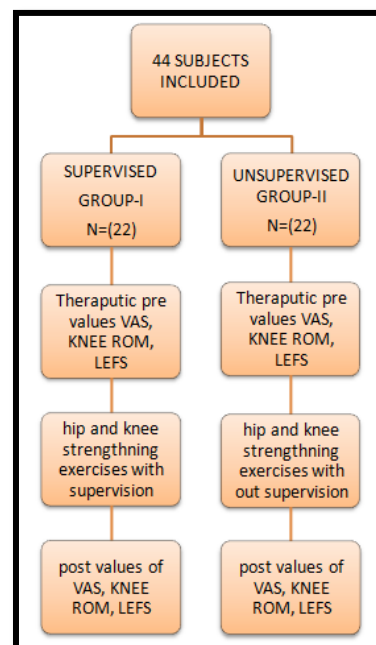 44 SUBJECTS
INCLUDED
SUPERVISED
GROUP-I
N=(22)
Theraputic pre
values VAS,
KNEE ROM,
LEFS
hip and knee
strengthning
exercises with
supervision
post values of
VAS, KNEE
ROM, LEFS
UNSUPERVISED
GROUP-II
N=(22)
Theraputic pre
values VAS,
KNEE ROM,
LEFS
hip and knee
strengthning
exercises with
out supervision
post values of
VAS, KNEE
ROM, LEFS